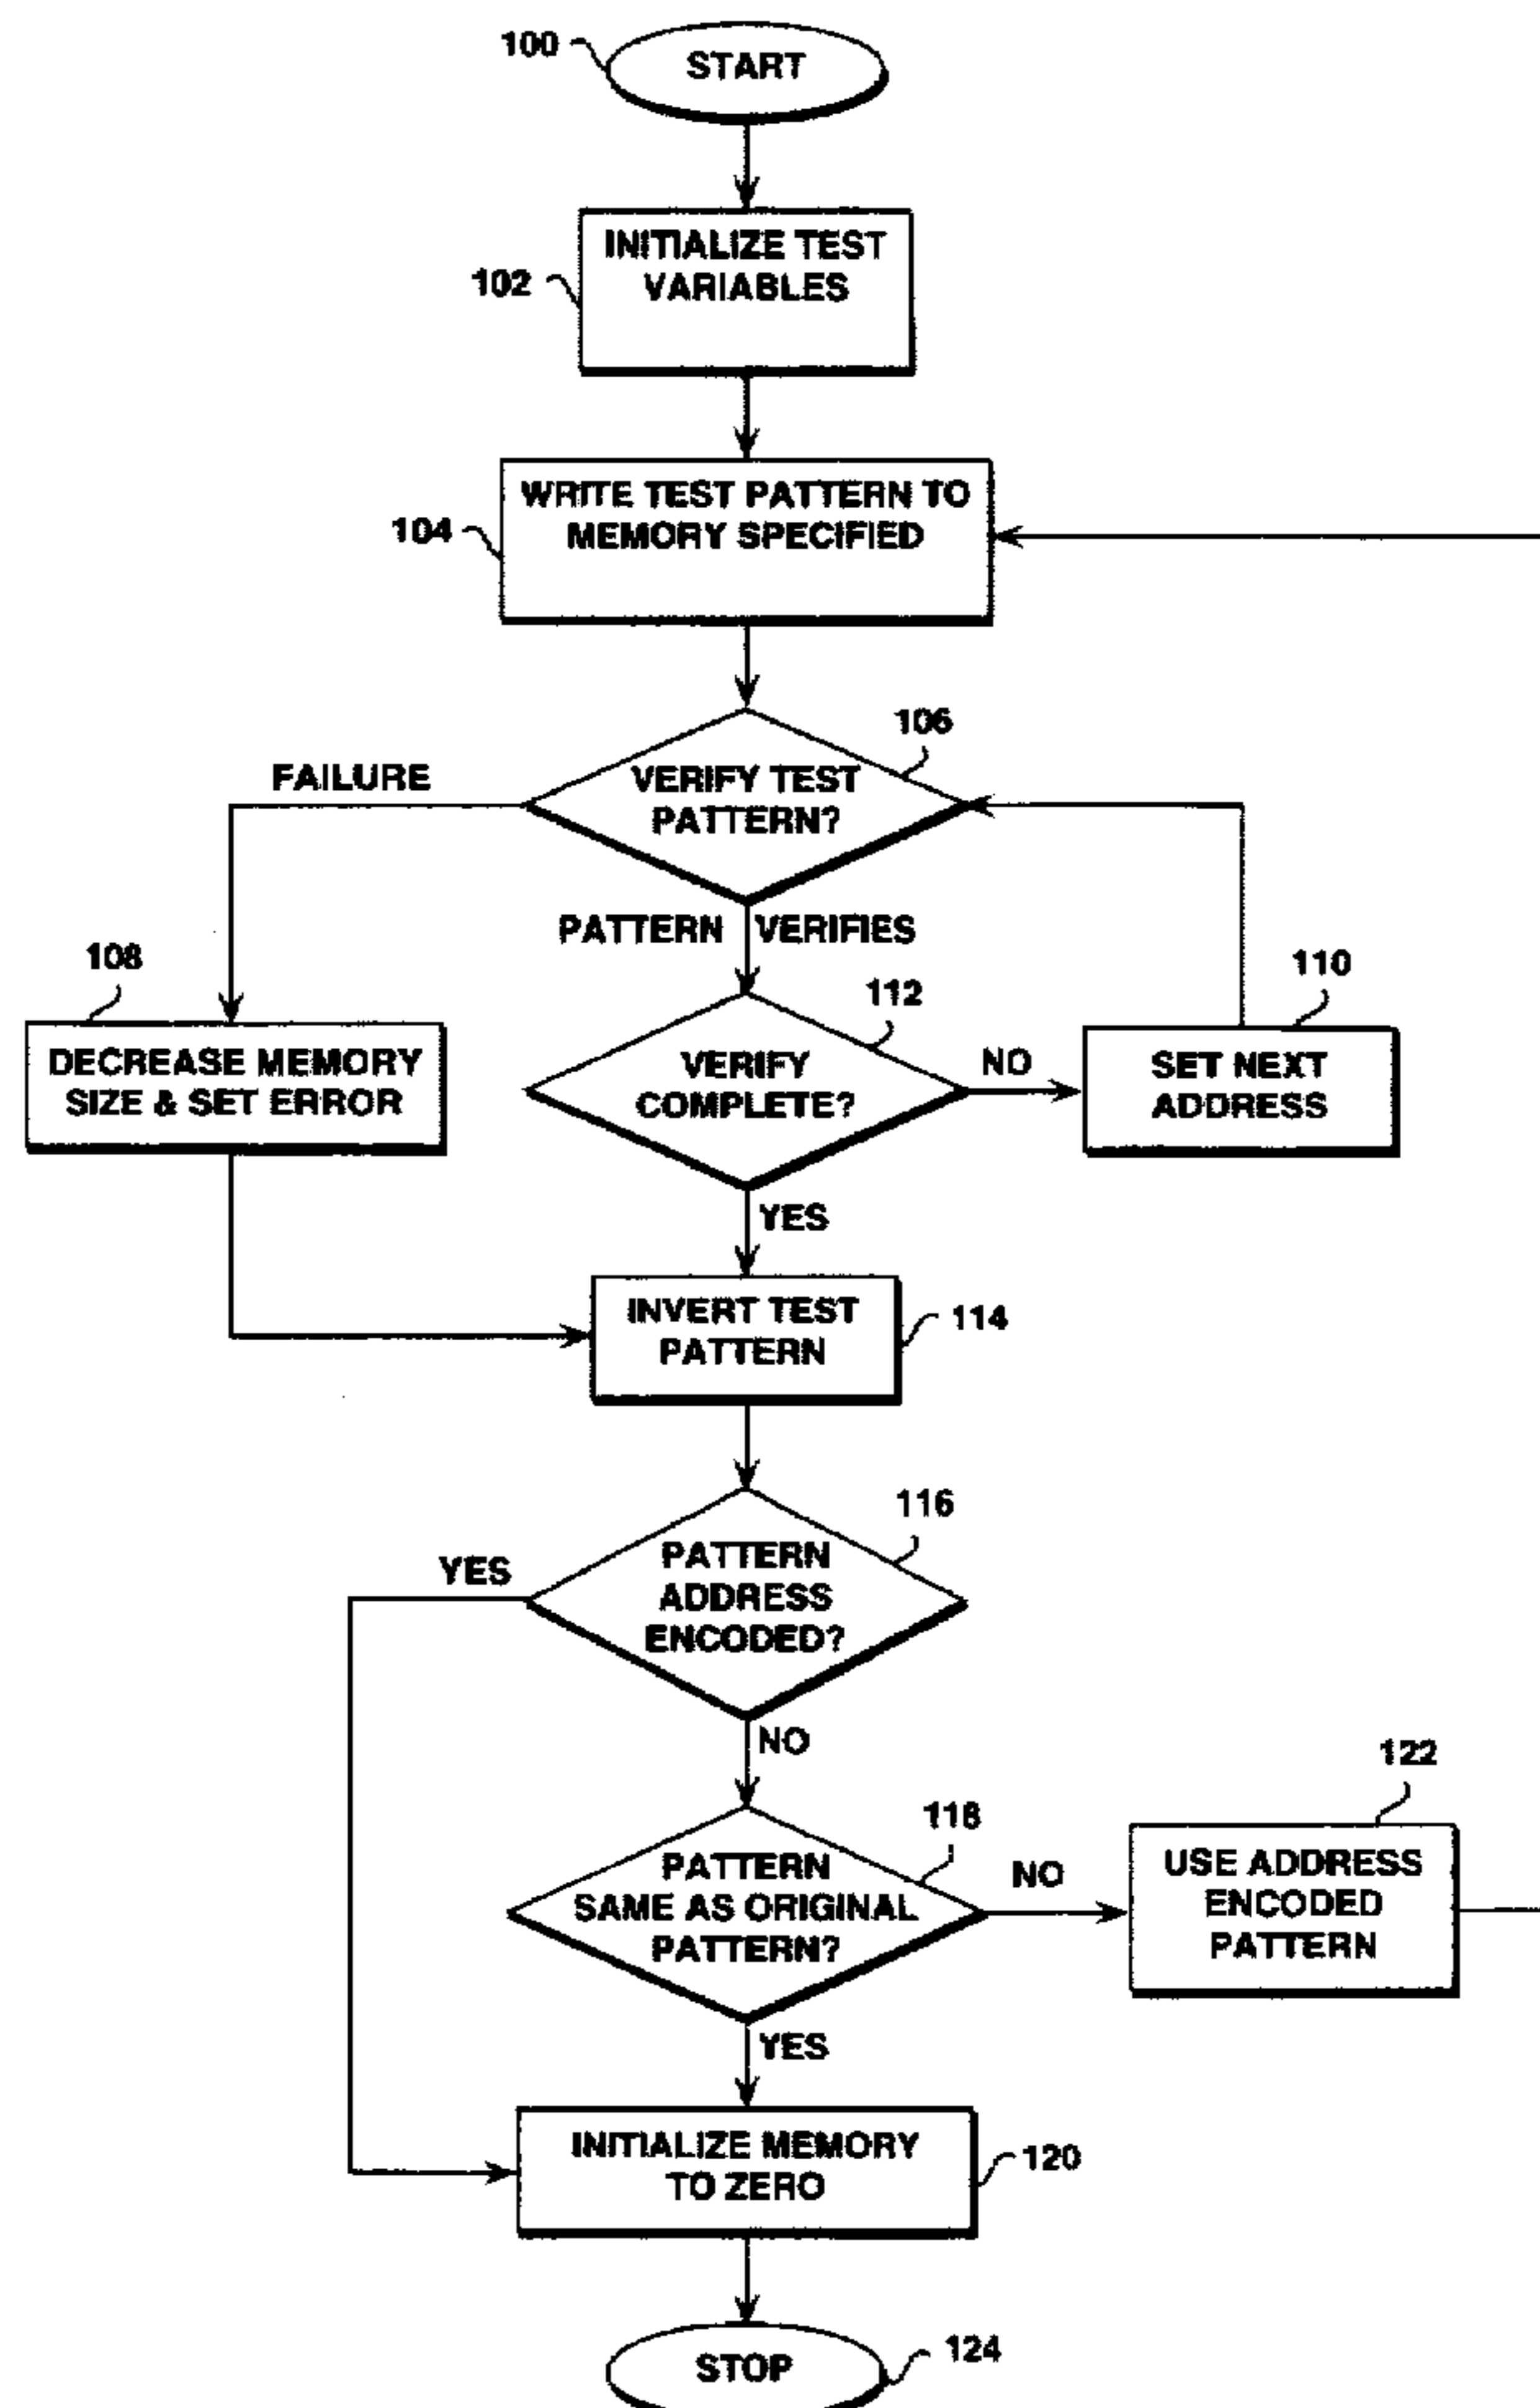 100
START
102
INITIALIZE TEST
VARIABLES
104
WRITE TEST PATTERN TO
MEMORY SPECIFIED
106
FAILURE
VERIFY TEST
PATTERN?
PATTERN VERIFIES
108
112
110
DECREASE MEMORY
SIZE & SET ERROR
VERIFY
COMPLETE?
NO
SET NEXT
ADDRESS
YES
INVERT TEST
PATTERN
114
116
YES
PATTERN
ADDRESS
ENCODED?
NO
122
118
PATTERN
SAME AS ORIGINAL
PATTERN?
NO
USE ADDRESS
ENCODED
PATTERN
YES
INITIALIZE MEMORY
TO ZERO
120
STOP
124